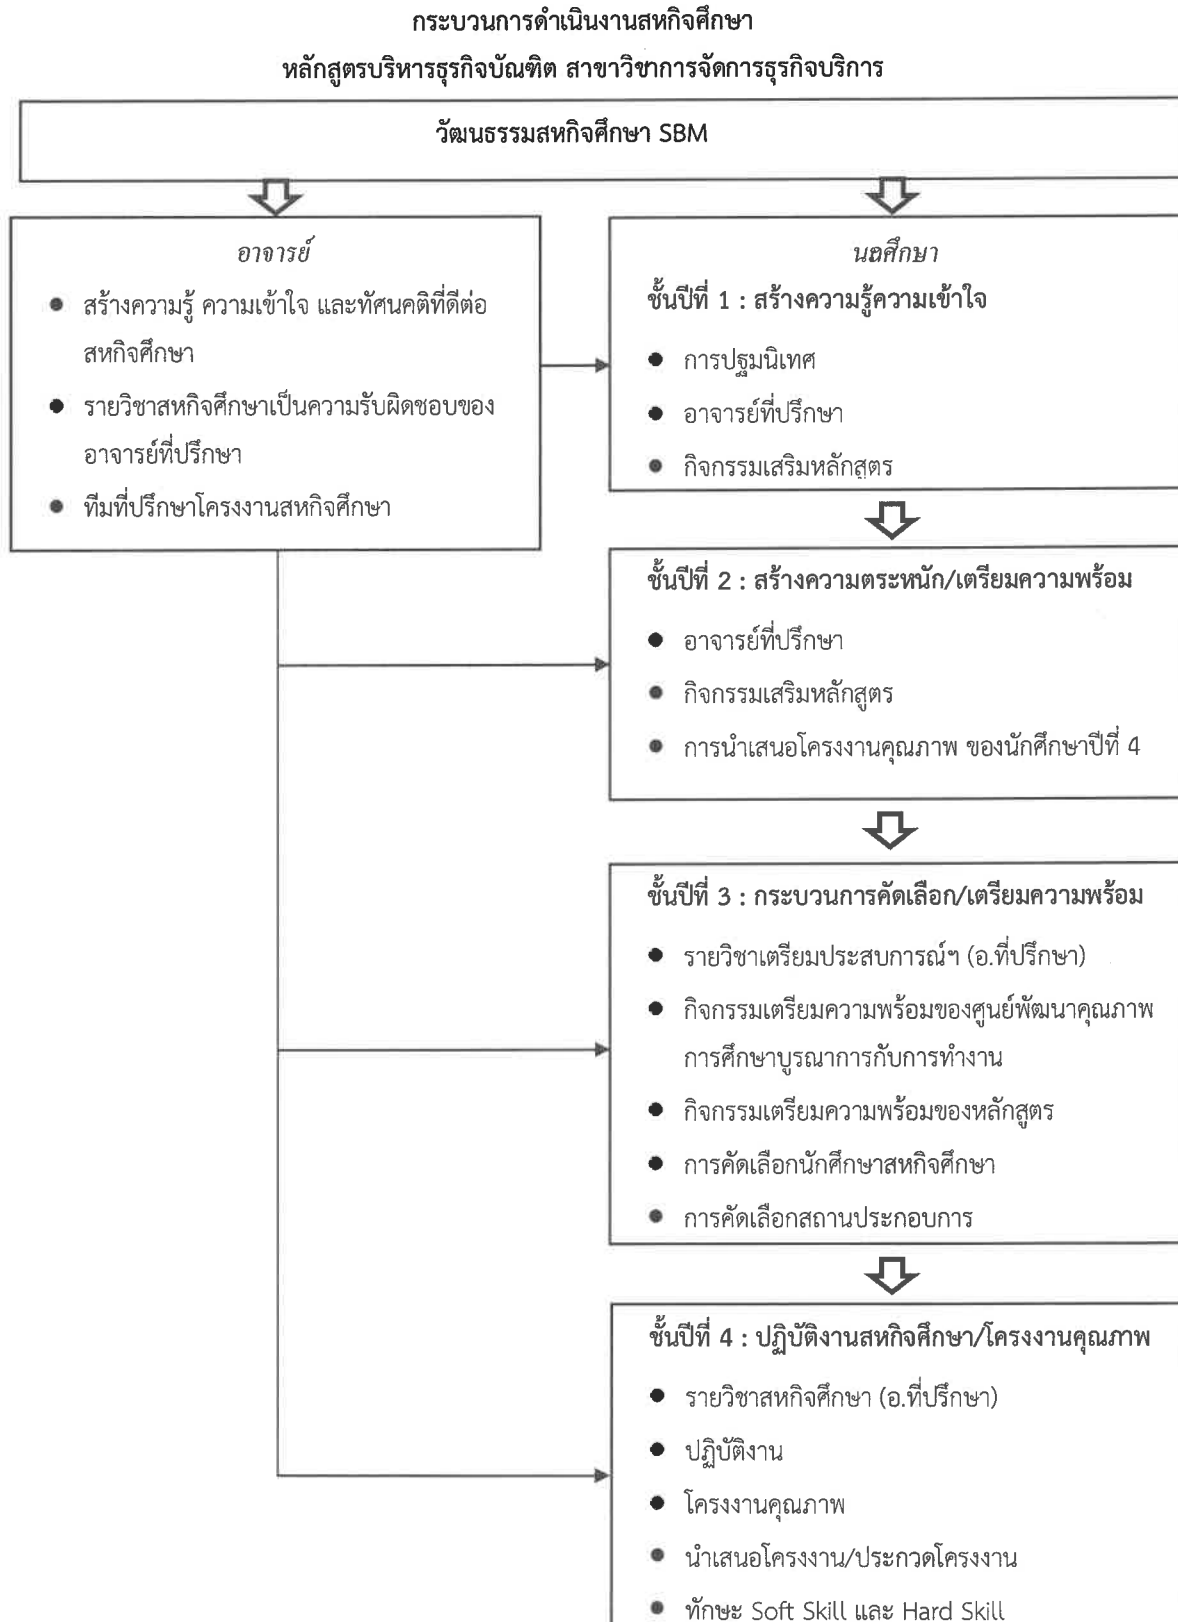 กระบวนการดำเนินงานสหกิจศึกษา
หลักสูตรบริหารธุรกิจบัณฑิต สาขาวิชาการจัดการธุรกิจบริการ
วัฒนธรรมสหกิจศึกษา SBM
อาจารย์
สร้างความรู้ ความเข้าใจ และทัศนคติที่ดีต่อ
สหกิจศึกษา
รายวิชาสหกิจศึกษาเป็นความรับผิดชอบของ
อาจารย์ที่ปรึกษา
ทีมที่ปรึกษาโครงงานสหกิจศึกษา
ชั้นปีที่ 1 : สร้างความรู้ความเข้าใจ
การปฐมนิเทศ
อาจารย์ที่ปรึกษา
กิจกรรมเสริมหลักสูตร
ชั้นปีที่ 2 : สร้างความตระหนัก/เตรียมความพร้อม
อาจารย์ที่ปรึกษา
กิจกรรมเสริมหลักสูตร
การนำเสนอโครงงานคุณภาพ ของนักศึกษาปีที่ 4
ชั้นปีที่ 3 : กระบวนการคัดเลือก/เตรียมความพร้อม
รายวิชาเตรียมประสบการณ์ฯ (อ.ที่ปรึกษา)
กิจกรรมเตรียมความพร้อมของศูนย์พัฒนาคุณภาพ
การศึกษาบูรณาการกับการทำงาน
กิจกรรมเตรียมความพร้อมของหลักสูตร
การคัดเลือกนักศึกษาสหกิจศึกษา
การคัดเลือกสถานประกอบการ
ชั้นปีที่ 4 : ปฏิบัติงานสหกิจศึกษา/โครงงานคุณภาพ
รายวิชาสหกิจศึกษา (อ.ที่ปรึกษา)
ปฏิบัติงาน
โครงงานคุณภาพ
นำเสนอโครงงาน/ประกวดโครงงาน
ทักษะ Soft Skill และ Hard Skill